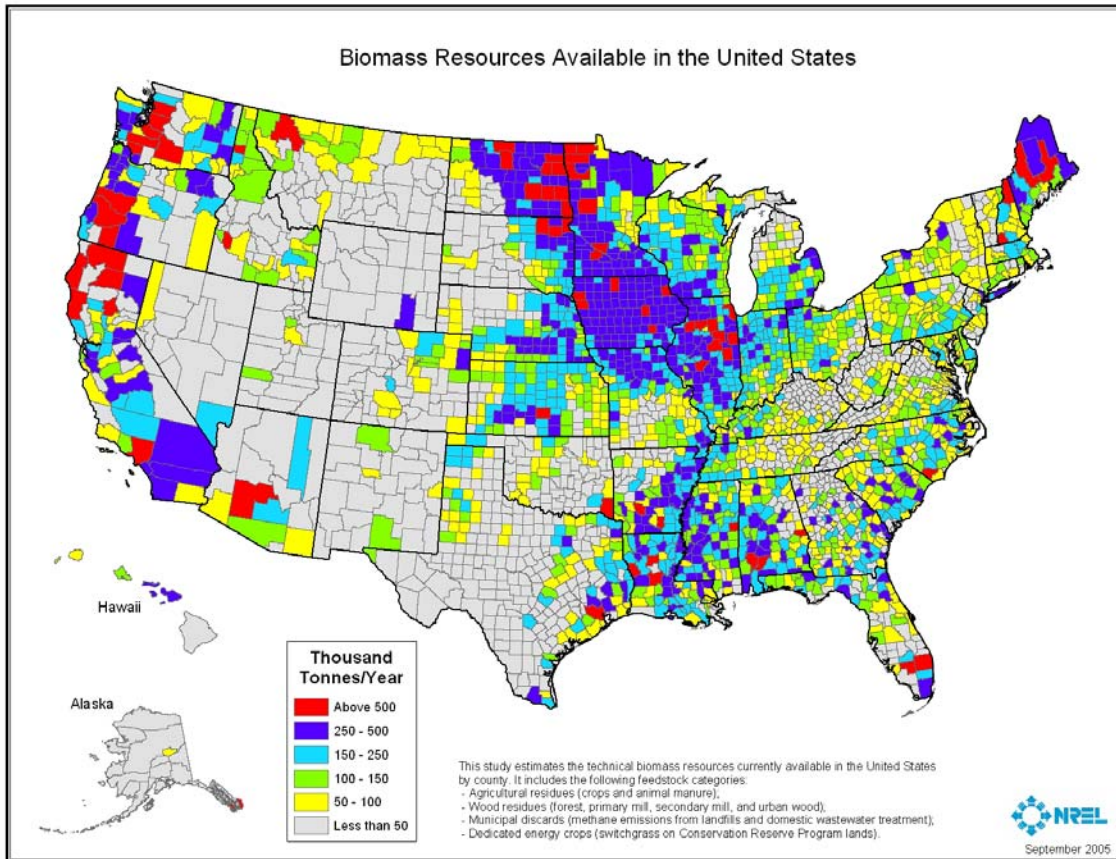 Biomass Resources Available in the United States
Hawaii
Alaska
Thousand
Tonnes/Year
Above 500
250 - 500
150 - 250
100 - 150
50 - 100
Less than 50
This study estimates the technical biomass resources currently available in the United States
by county. It includes the following feedstock categories:
- Agricultural residues (crops and animal manure);
- Wood residues (forest, primary mill, secondary mill, and urban wood);
- Municipal discards (methane emissions from landfills and domestic wastewater treatment);
- Dedicated energy crops (switchgrass on Conservation Reserve Program lands).
NREL
September 2005